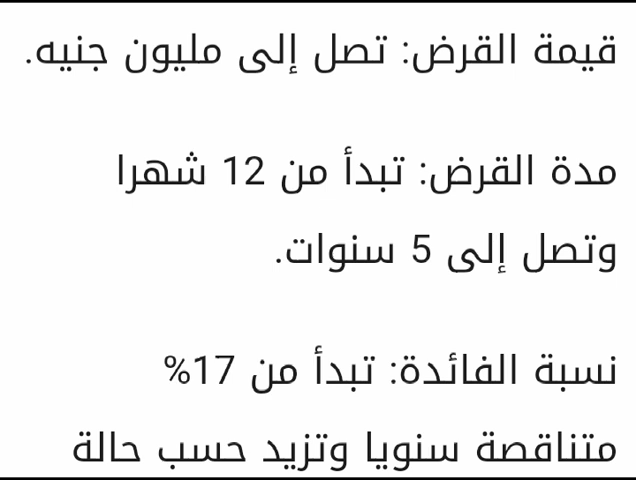 قيمة القرض: تصل إلى مليون جنيه.
مدة القرض: تبدأ من 12 شهرا
وتصل إلى 5 سنوات.
نسبة الفائدة: تبدأ من 17%
متناقصة سنويا وتزيد حسب حالة